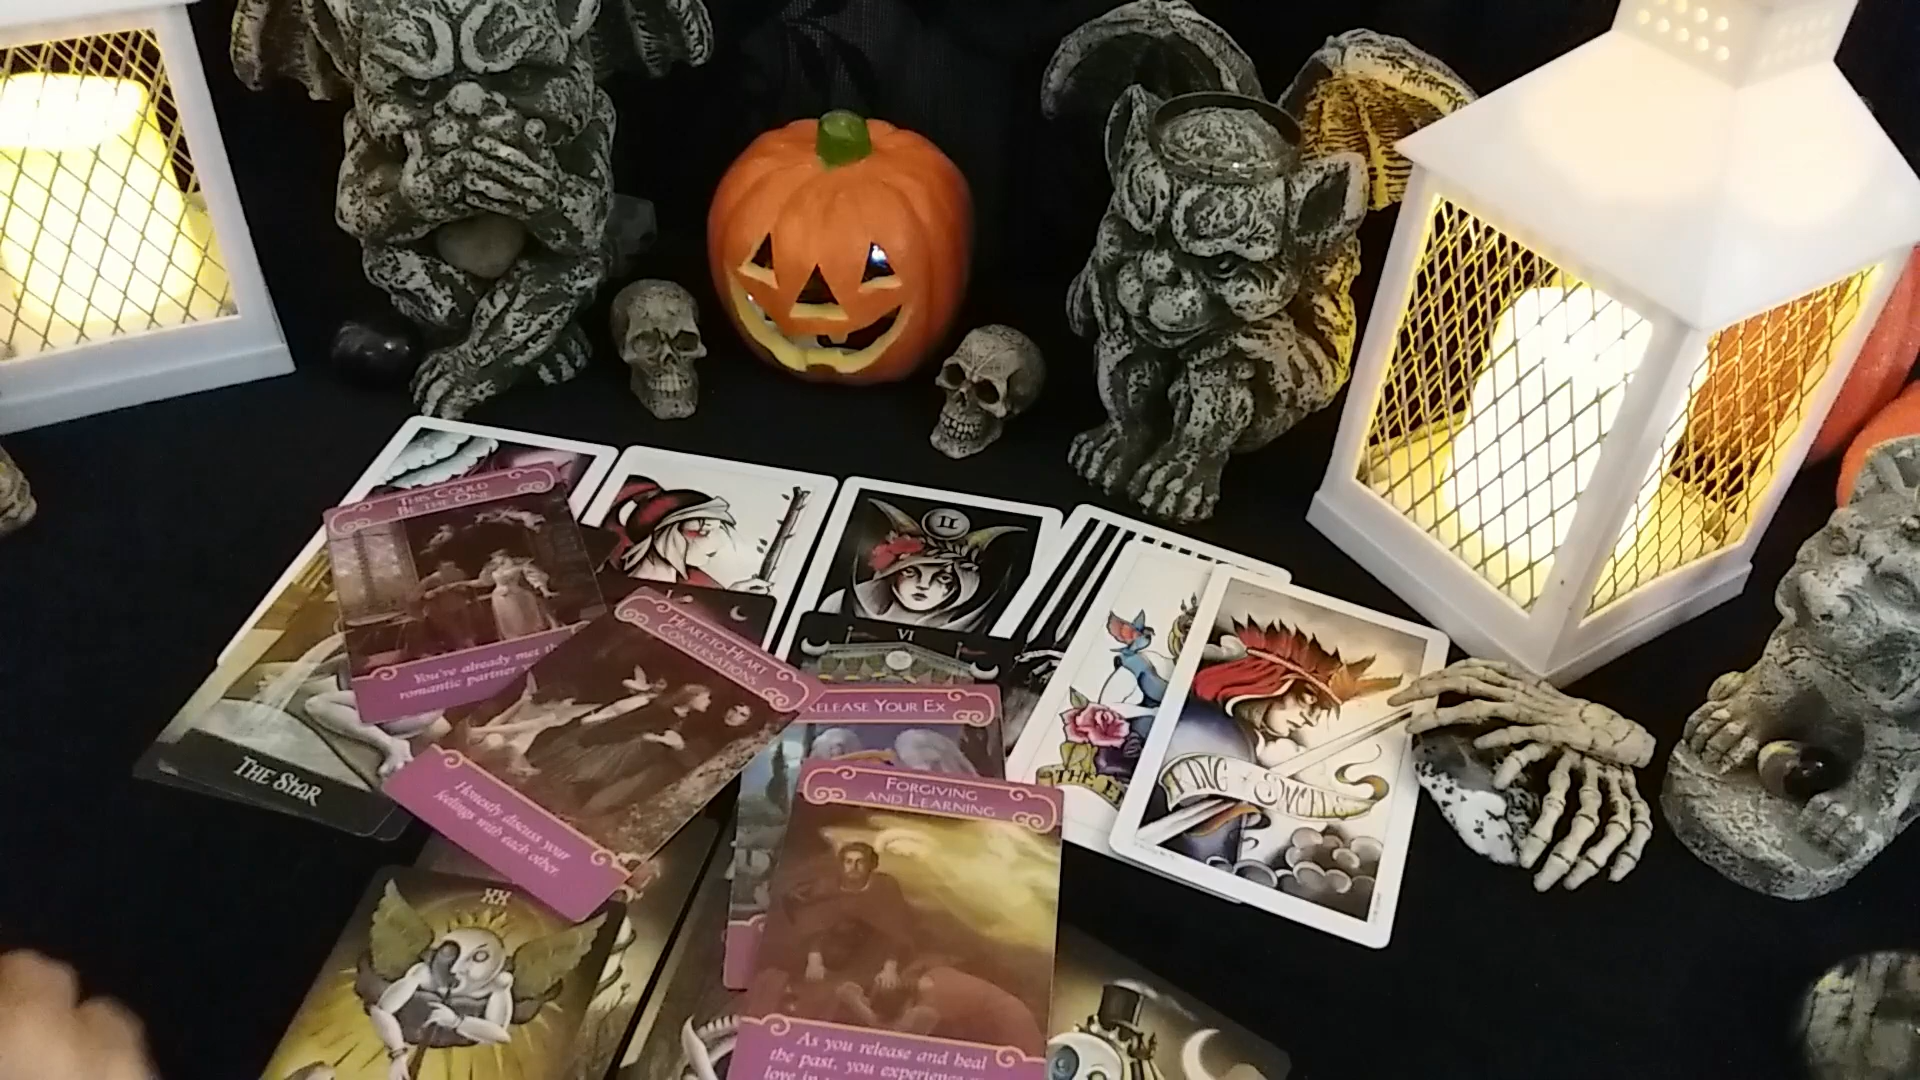 THIS COULD
BE THE ONE
You've already met
romantic partner
HEART-TO-HEART
CONVERSATIONS
Honestly discuss your
feelings with each other.
II
VI
RELEASE YOUR EX
FORGIVING
AND LEARNING
As you release and heal
the past, you experience
love in
THE STAR
XX
KING of SWORDS